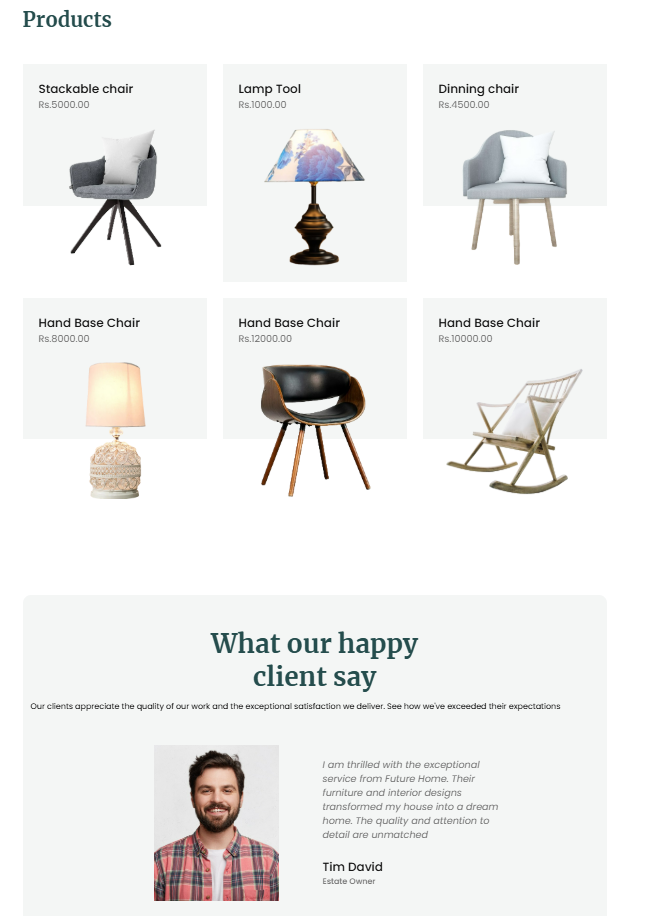 Products
Stackable chair
Rs.5000.00
Lamp Tool
Rs.1000.00
Dinning chair
Rs.4500.00
Hand Base Chair
Rs.8000.00
Hand Base Chair
Rs.12000.00
Hand Base Chair
Rs.10000.00
What our happy
client say
Our clients appreciate the quality of our work and the exceptional satisfaction we deliver. See how we've exceeded their expectations
I am thrilled with the exceptional
service from Future Home. Their
furniture and interior designs
transformed my house into a dream
home. The quality and attention to
detail are unmatched
Tim David
Estate Owner